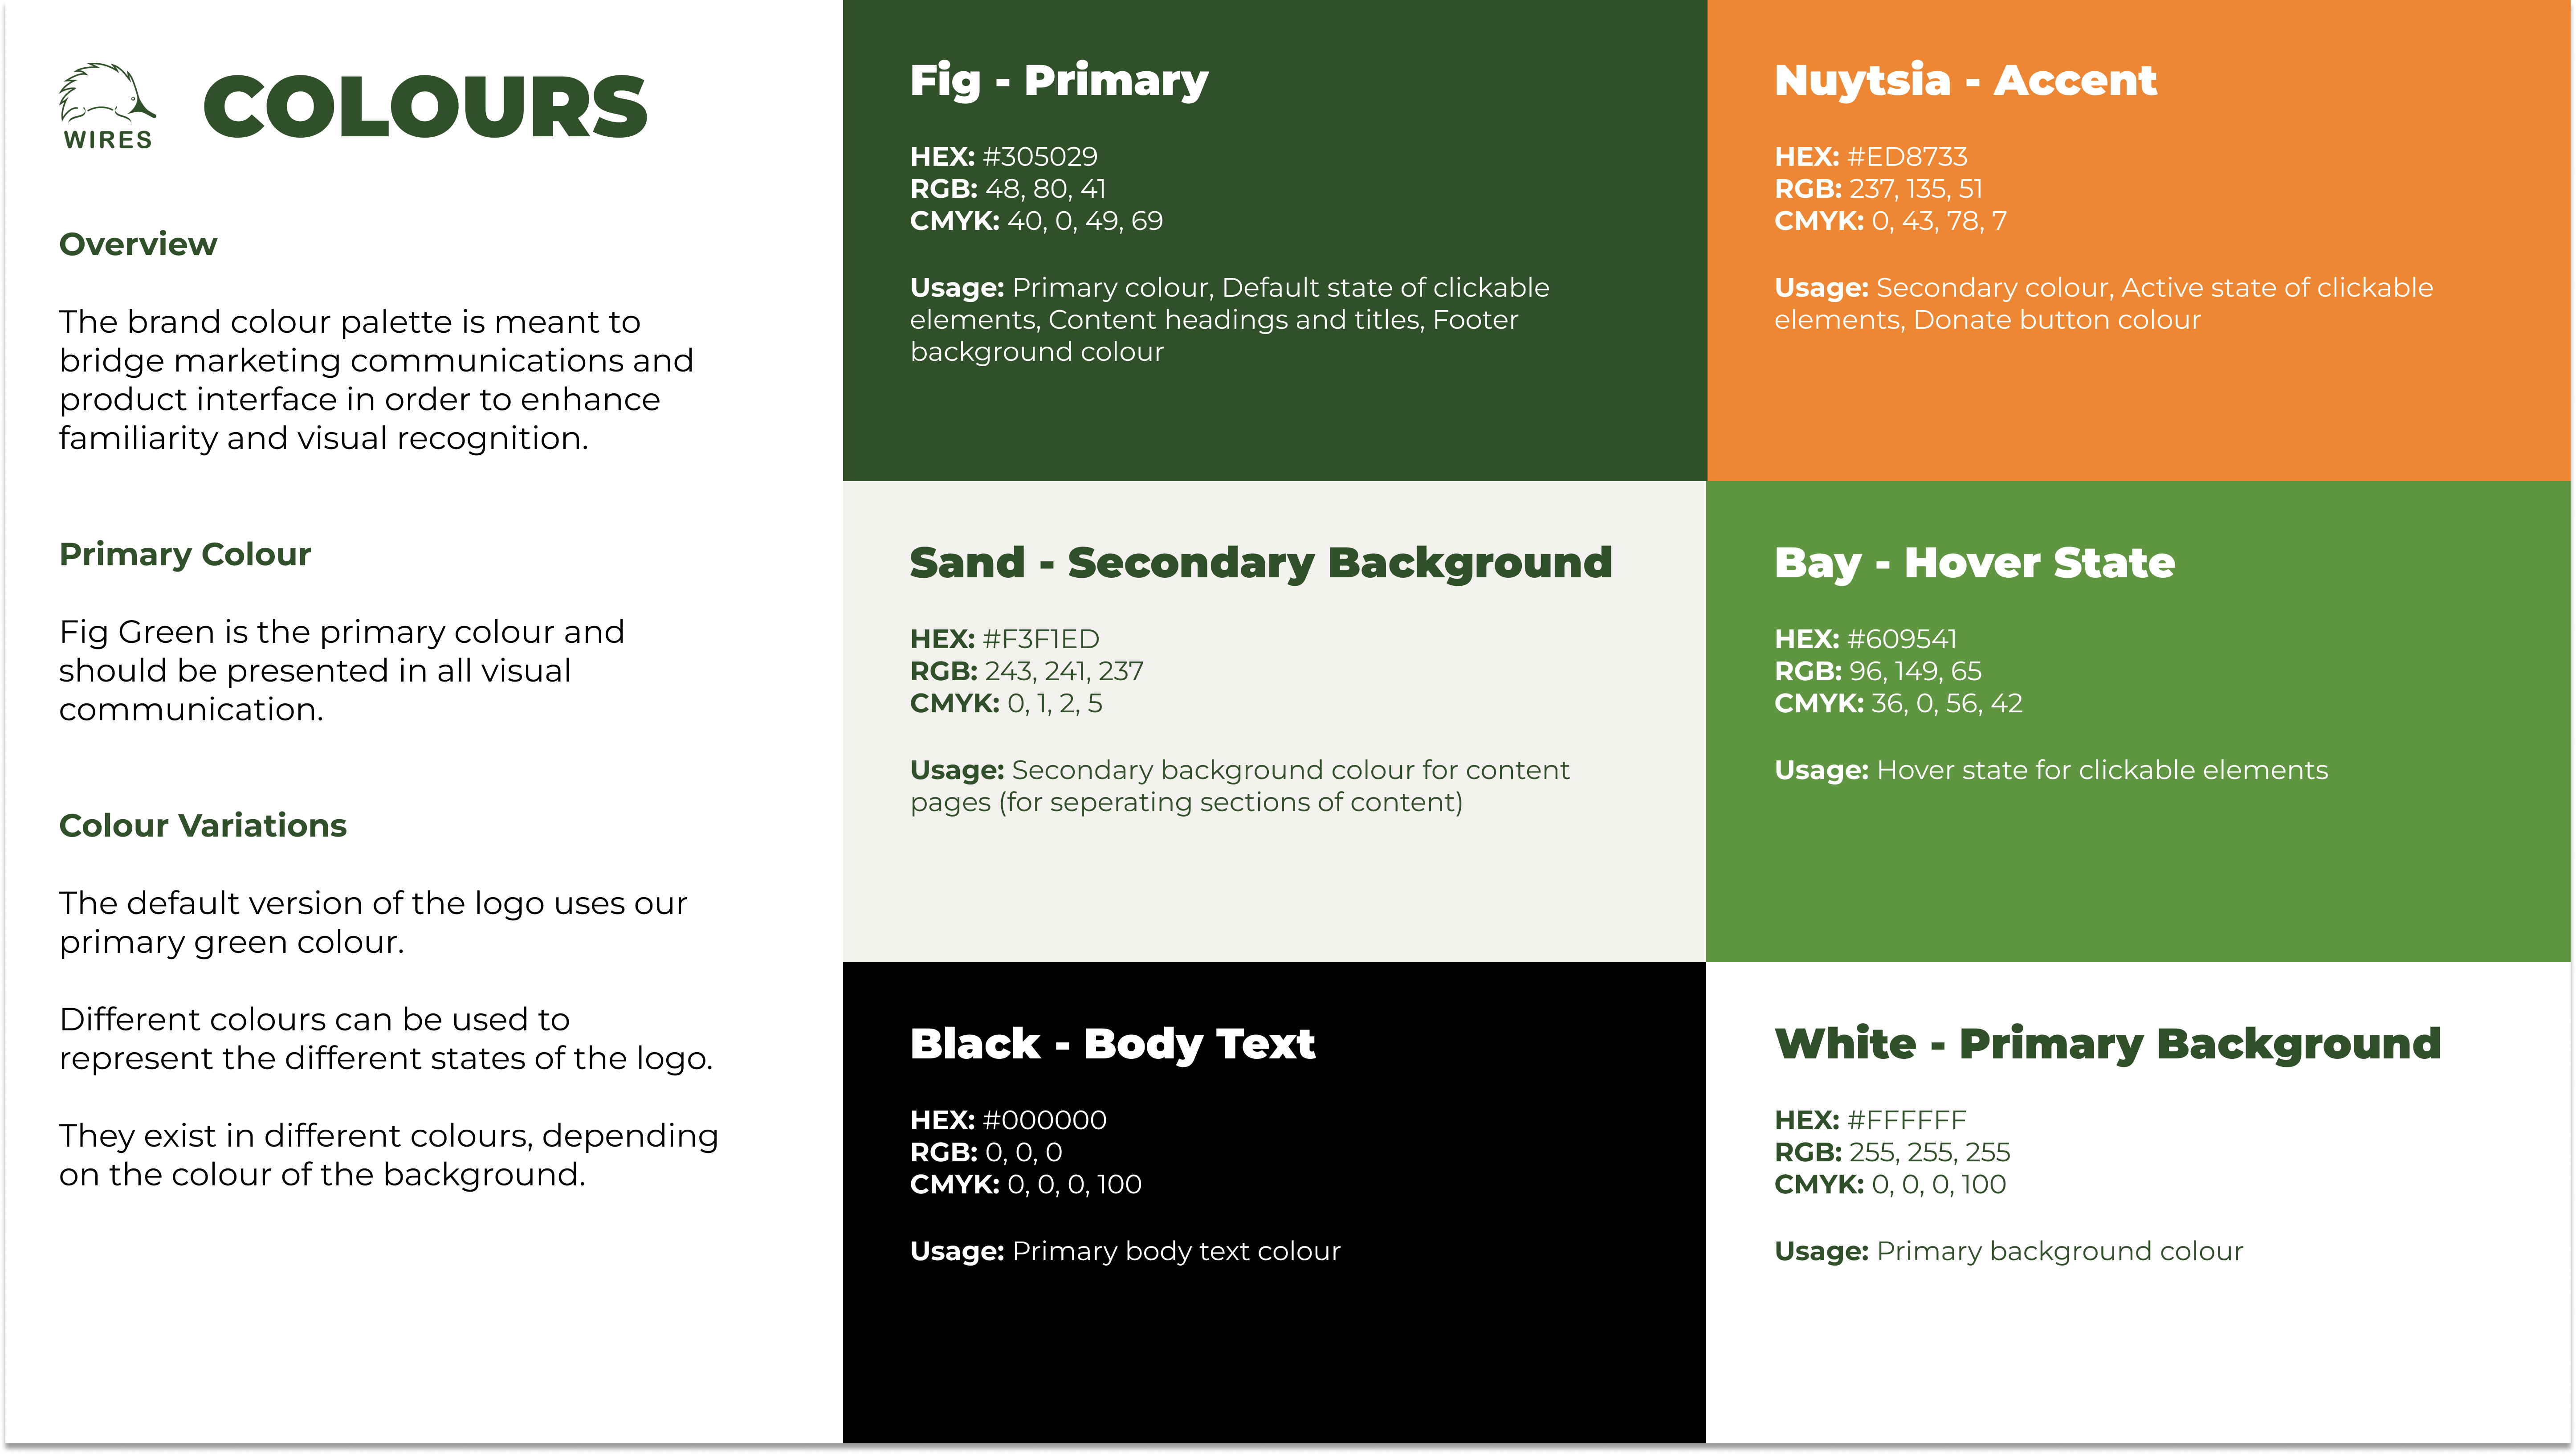 WIRES
COLOURS
Overview
The brand colour palette is meant to
bridge marketing communications and
product interface in order to enhance
familiarity and visual recognition.
Primary Colour
Fig Green is the primary colour and
should be presented in all visual
communication.
Colour Variations
The default version of the logo uses our
primary green colour.
Different colours can be used to
represent the different states of the logo.
They exist in different colours, depending
on the colour of the background.
Fig - Primary
HEX: #305029
RGB: 48, 80, 41
CMYK: 40, 0, 49, 69
Usage: Primary colour, Default state of clickable
elements, Content headings and titles, Footer
background colour
Nuytsia - Accent
HEX: #ED8733
RGB: 237, 135, 51
CMYK: 0, 43, 78, 7
Usage: Secondary colour, Active state of clickable
elements, Donate button colour
Sand - Secondary Background
HEX: #F3F1ED
RGB: 243, 241, 237
CMYK: 0, 1, 2, 5
Usage: Secondary background colour for content
pages (for seperating sections of content)
Bay - Hover State
HEX: #609541
RGB: 96, 149, 65
CMYK: 36, 0, 56, 42
Usage: Hover state for clickable elements
Black - Body Text
HEX: #000000
RGB: 0, 0, 0
CMYK: 0, 0, 0, 100
Usage: Primary body text colour
White - Primary Background
HEX: #FFFFFF
RGB: 255, 255, 255
CMYK: 0, 0, 0, 100
Usage: Primary background colour